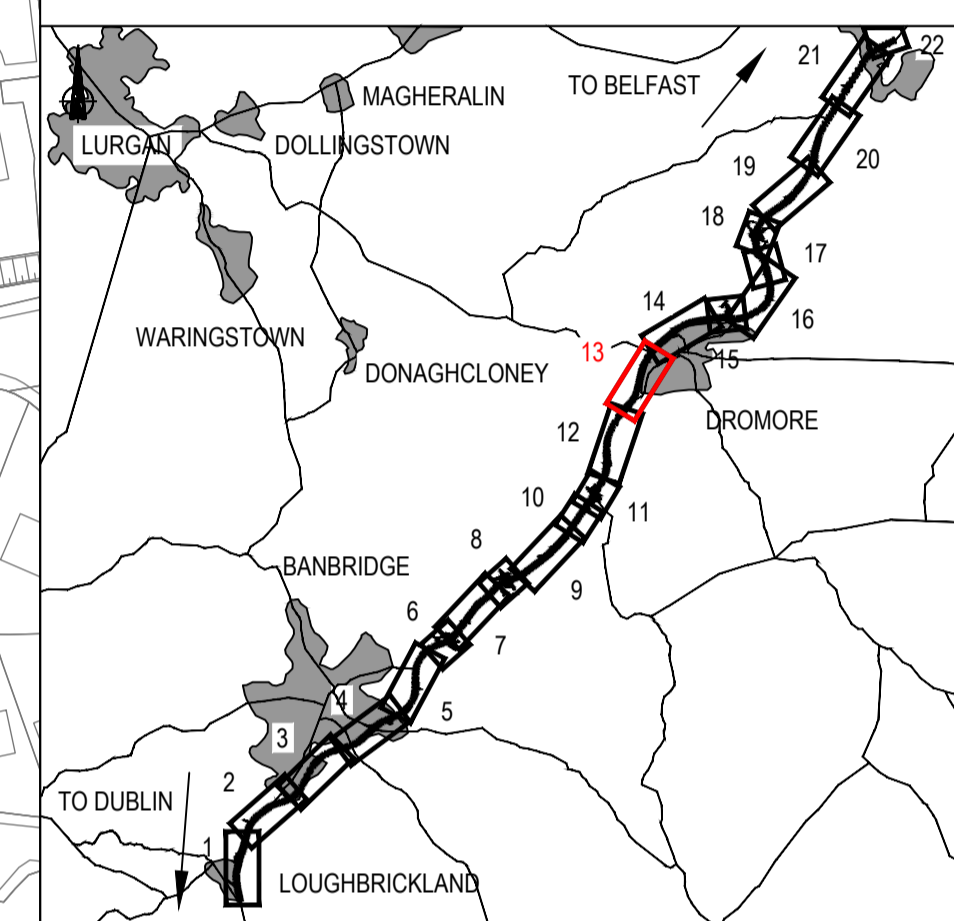 21
22
TO BELFAST
MAGHERALIN
LURGAN
DOLLINGSTOWN
19
20
18
17
14
16
WARINGSTOWN
13
15
DONAGHCLONEY
DROMORE
12
10
11
8
BANBRIDGE
9
6
7
4
5
3
2
TO DUBLIN
1
LOUGHBRICKLAND